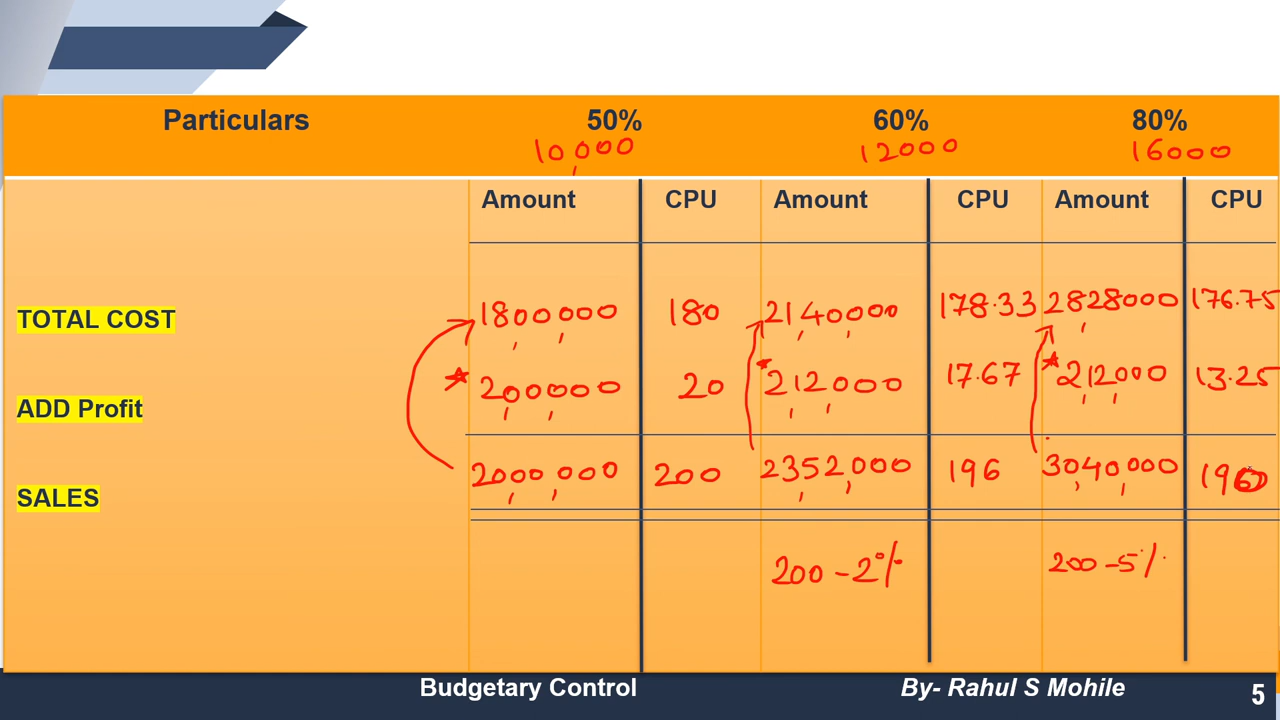 Particulars 50% 60% 80%
10,000 12000 16000
Amount CPU Amount CPU Amount CPU
TOTAL COST 1800000 180 2140000 178.33 2828000 176.75
ADD Profit 200000 20 212000 17.67 212000 13.25
SALES 2000000 200 2352000 196 3040000
200-2% 200-5%
Budgetary Control By- Rahul S Mohile 5